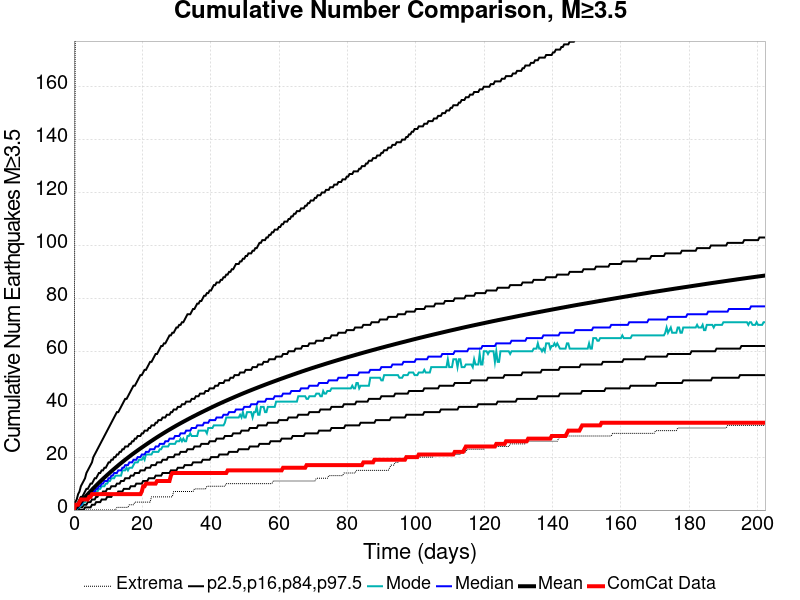 Cumulative Number Comparison, M≥3.5
Cumulative Num Earthquakes M≥3.5
160
140
120
100
80
60
40
20
0
0 20 40 60 80 100 120 140 160 180 200
Time (days)
Extrema p2.5,p16,p84,p97.5 Mode Median Mean ComCat Data